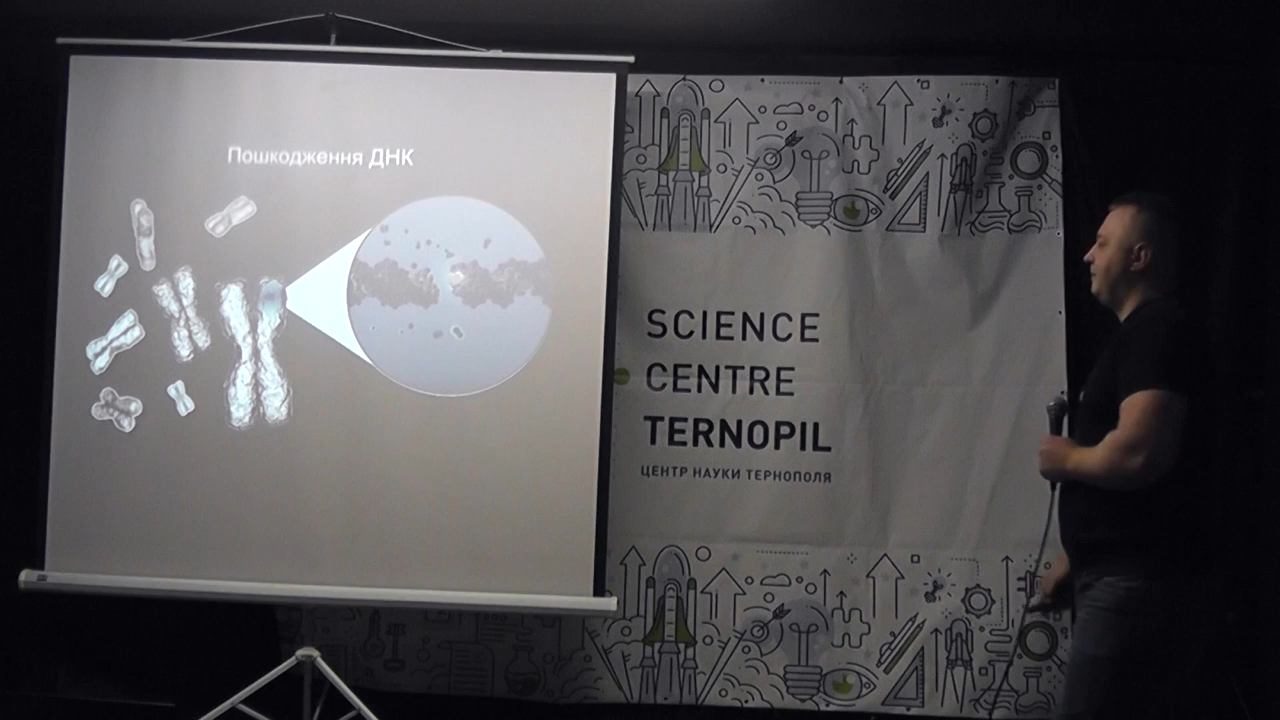 Пошкодження ДНК
SCIENCE
CENTRE
TERNOPIL
ЦЕНТР НАУКИ ТЕРНОПОЛЯ